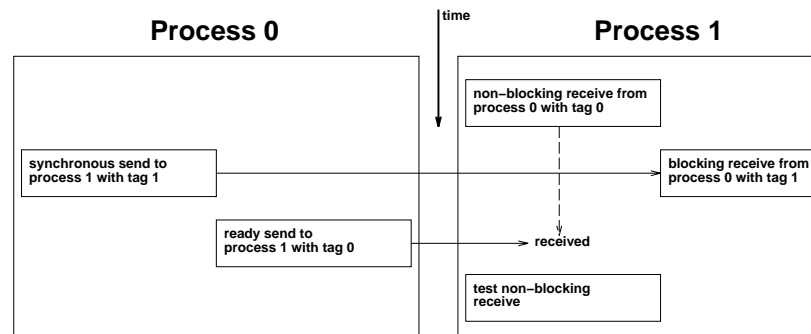 Process 0
time
Process 1
non−blocking receive from
process 0 with tag 0
synchronous send to
process 1 with tag 1
blocking receive from
process 0 with tag 1
ready send to
process 1 with tag 0
received
test non−blocking
receive